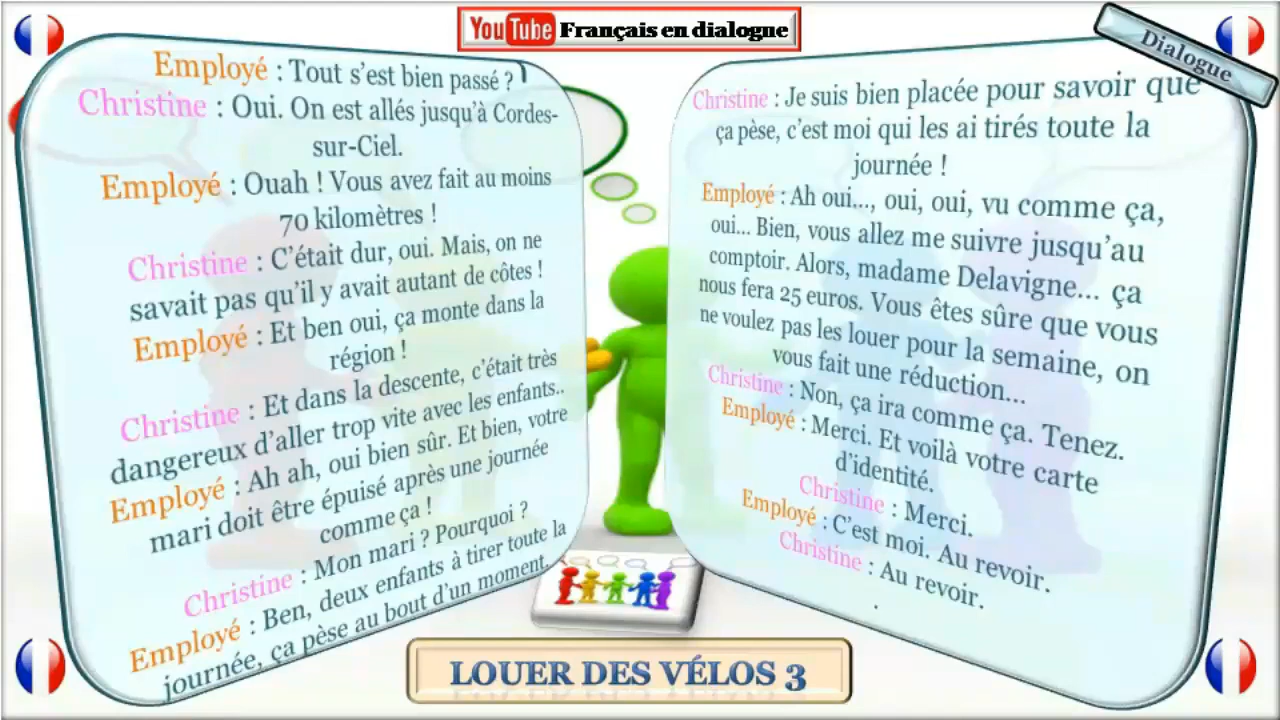 YouTube Français en dialogue
Dialogue
Employé : Tout s’est bien passé ?
Christine : Oui. On est allés jusqu’à Cordes-
sur-Ciel.
Employé : Ouah ! Vous avez fait au moins
70 kilomètres !
Christine : C’était dur, oui. Mais, on ne
savait pas qu’il y avait autant de côtes !
Employé : Et ben oui, ça monte dans la
région !
Christine : Et dans la descente, c’était très
dangereux d’aller trop vite avec les enfants..
Employé : Ah ah, oui bien sûr. Et bien, votre
mari doit être épuisé après une journée
comme ça !
Christine : Mon mari ? Pourquoi ?
Employé : Ben, deux enfants à tirer toute la
journée, ça pèse au bout d’un moment.
Christine : Je suis bien placée pour savoir que
ça pèse, c’est moi qui les ai tirés toute la
journée !
Employé : Ah oui..., oui, oui, vu comme ça,
oui... Bien, vous allez me suivre jusqu’au
comptoir. Alors, madame Delavigne... ça
nous fera 25 euros. Vous êtes sûre que vous
ne voulez pas les louer pour la semaine, on
vous fait une réduction...
Christine : Non, ça ira comme ça. Tenez.
Employé : Merci. Et voilà votre carte
d’identité.
Christine : Merci.
Employé : C’est moi. Au revoir.
Christine : Au revoir.
.
LOUER DES VÉLOS 3